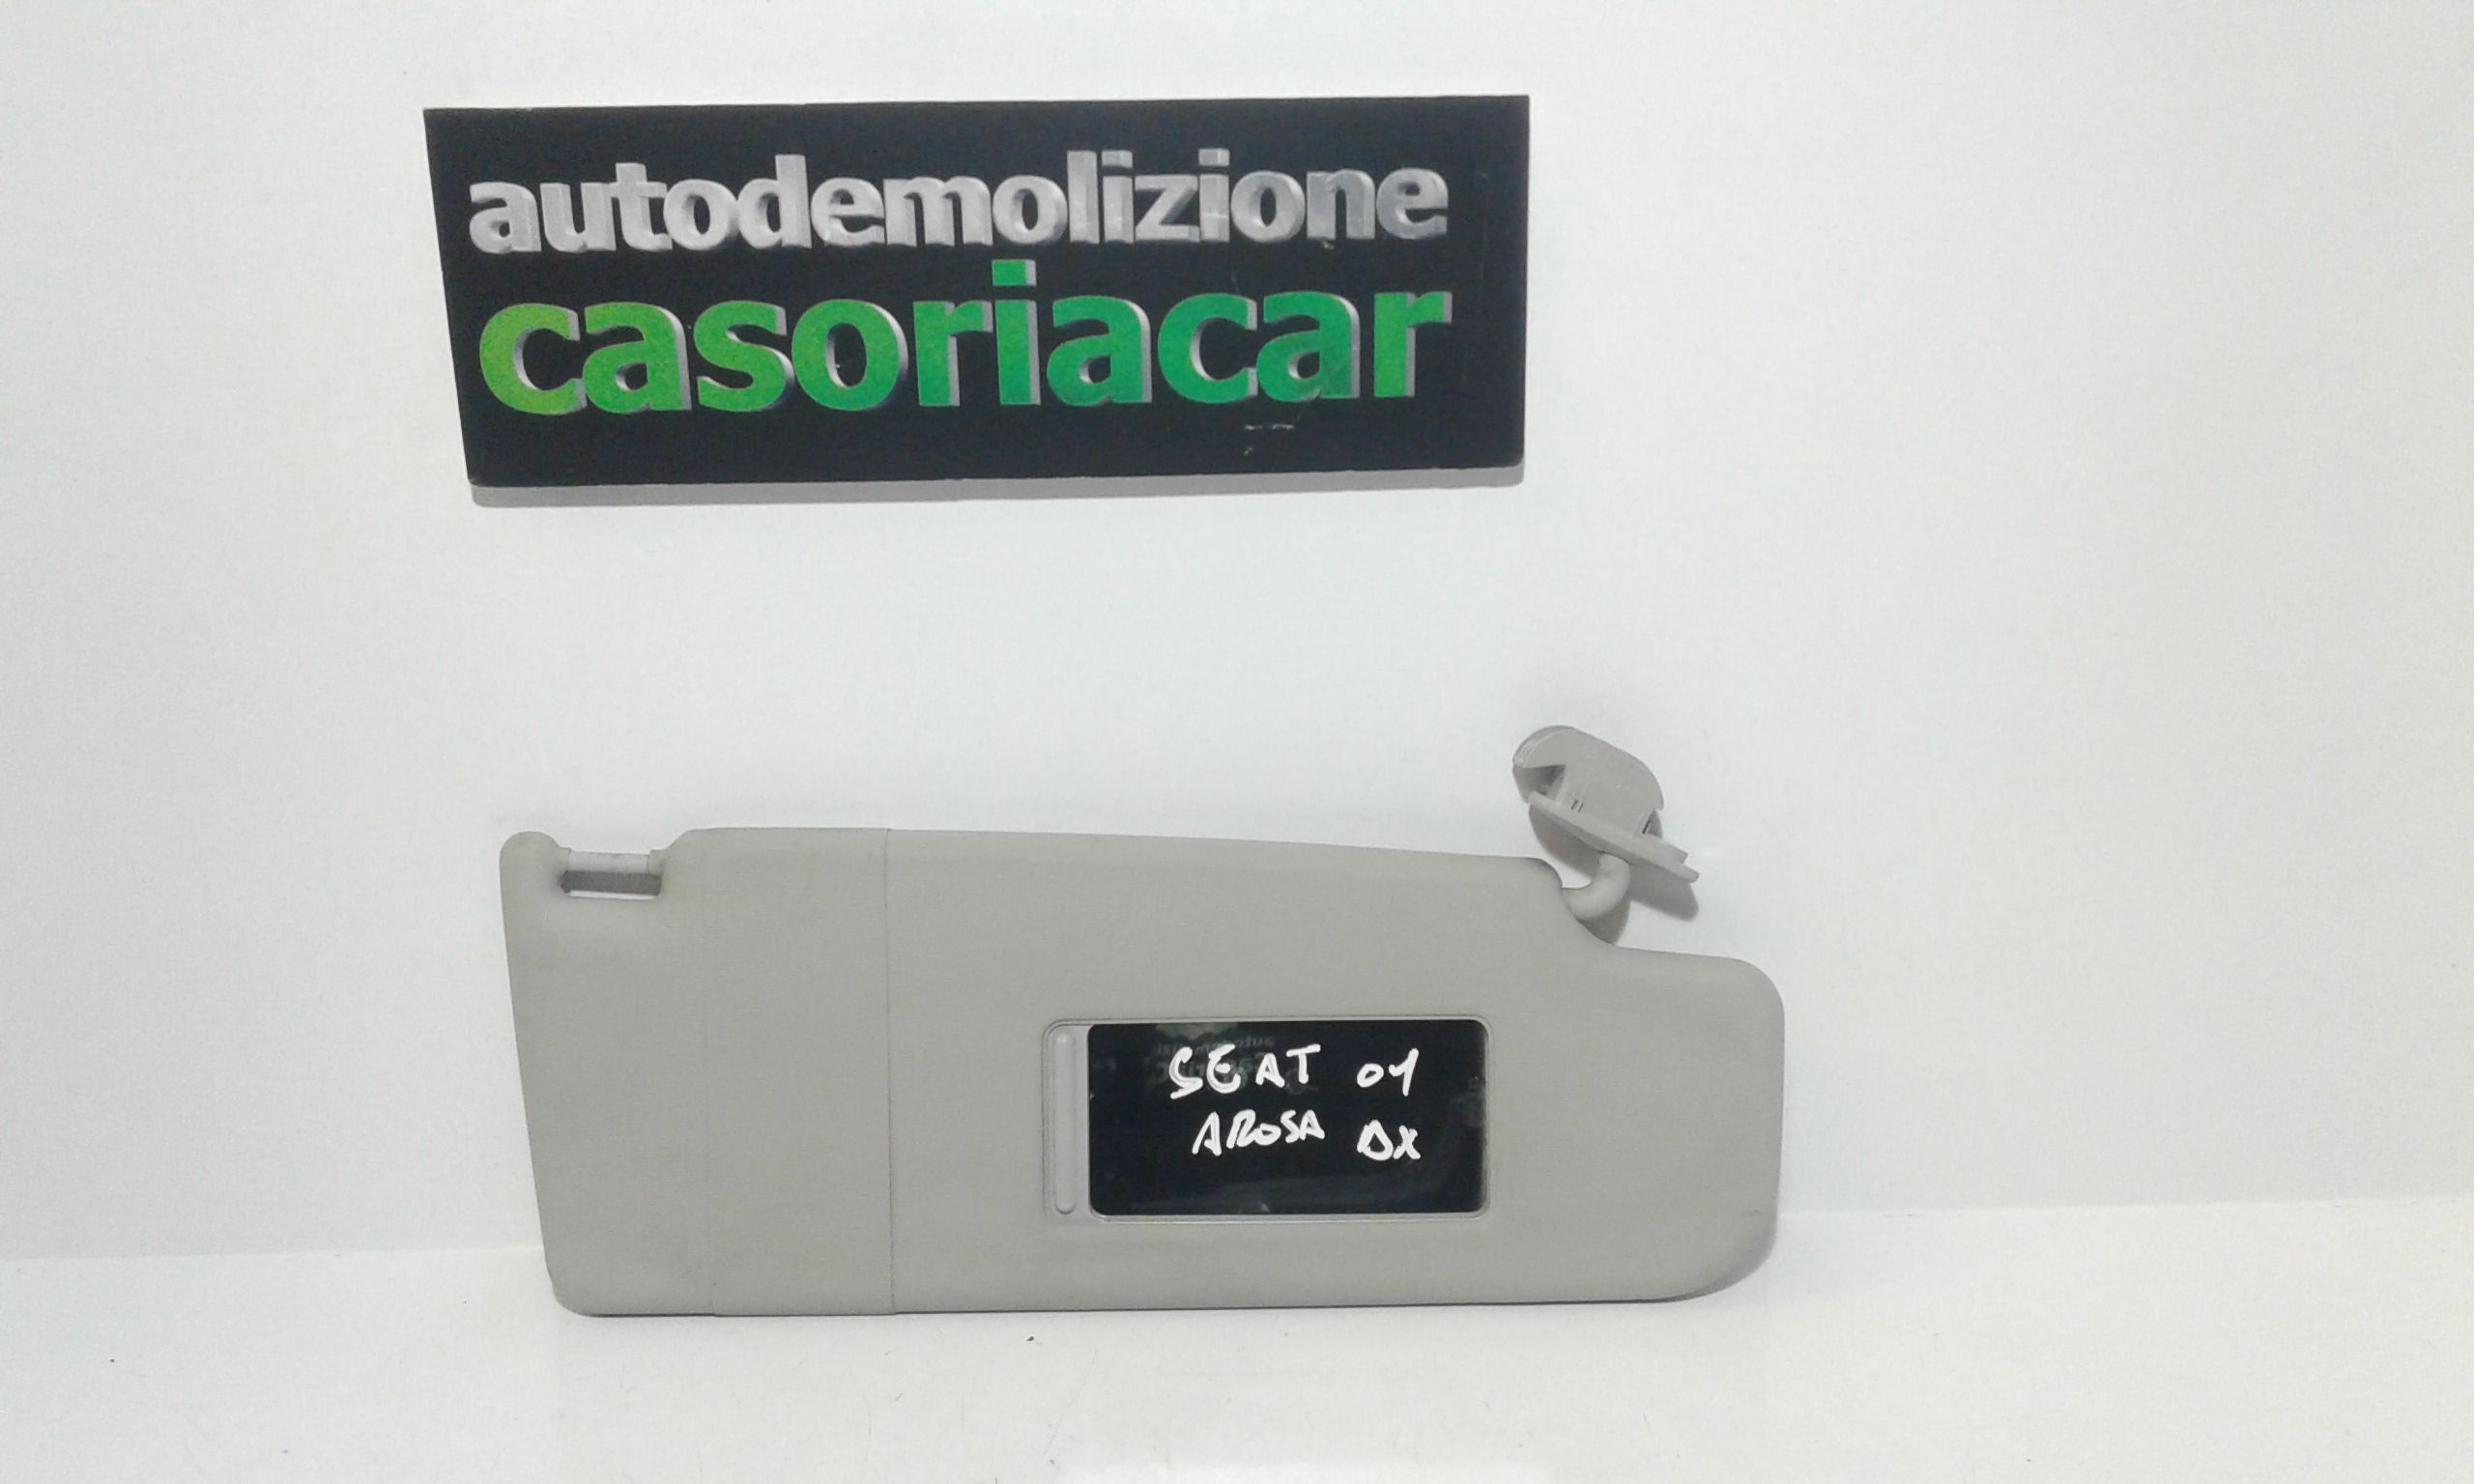 autodemolizione
casoriacar
SEAT 01
AROSA DX